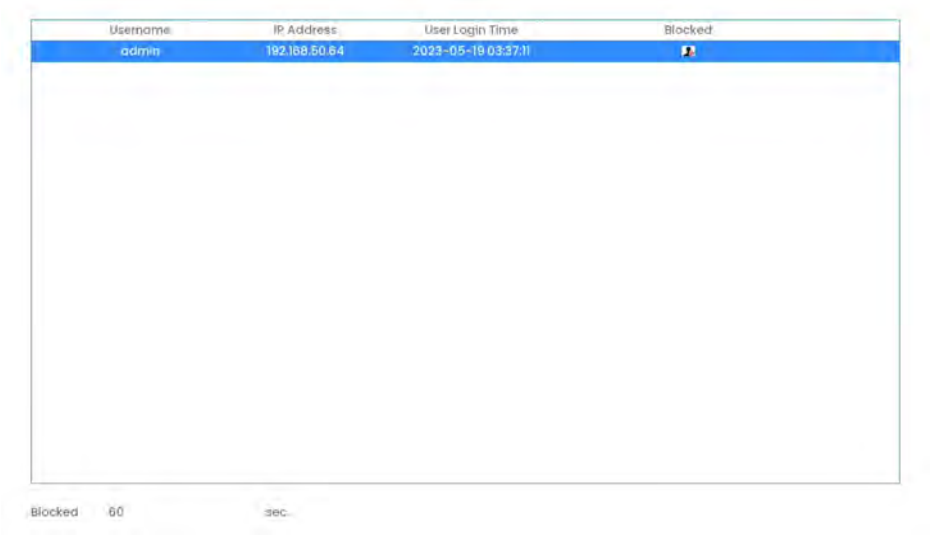 Username IP Address User Login Time Blocked
admin 192.168.50.64 2023-05-19 03:37:11
Blocked 60 sec.